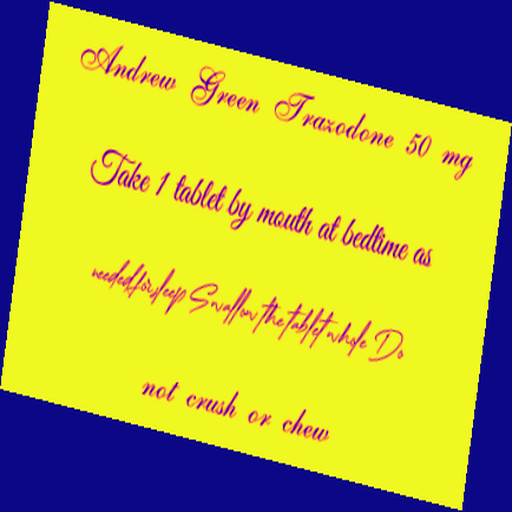 Andrew Green Trazodone 50 mg
Take 1 tablet by mouth at bedtime as
needed for sleep Swallow the tablet whole Do
not crush or chew